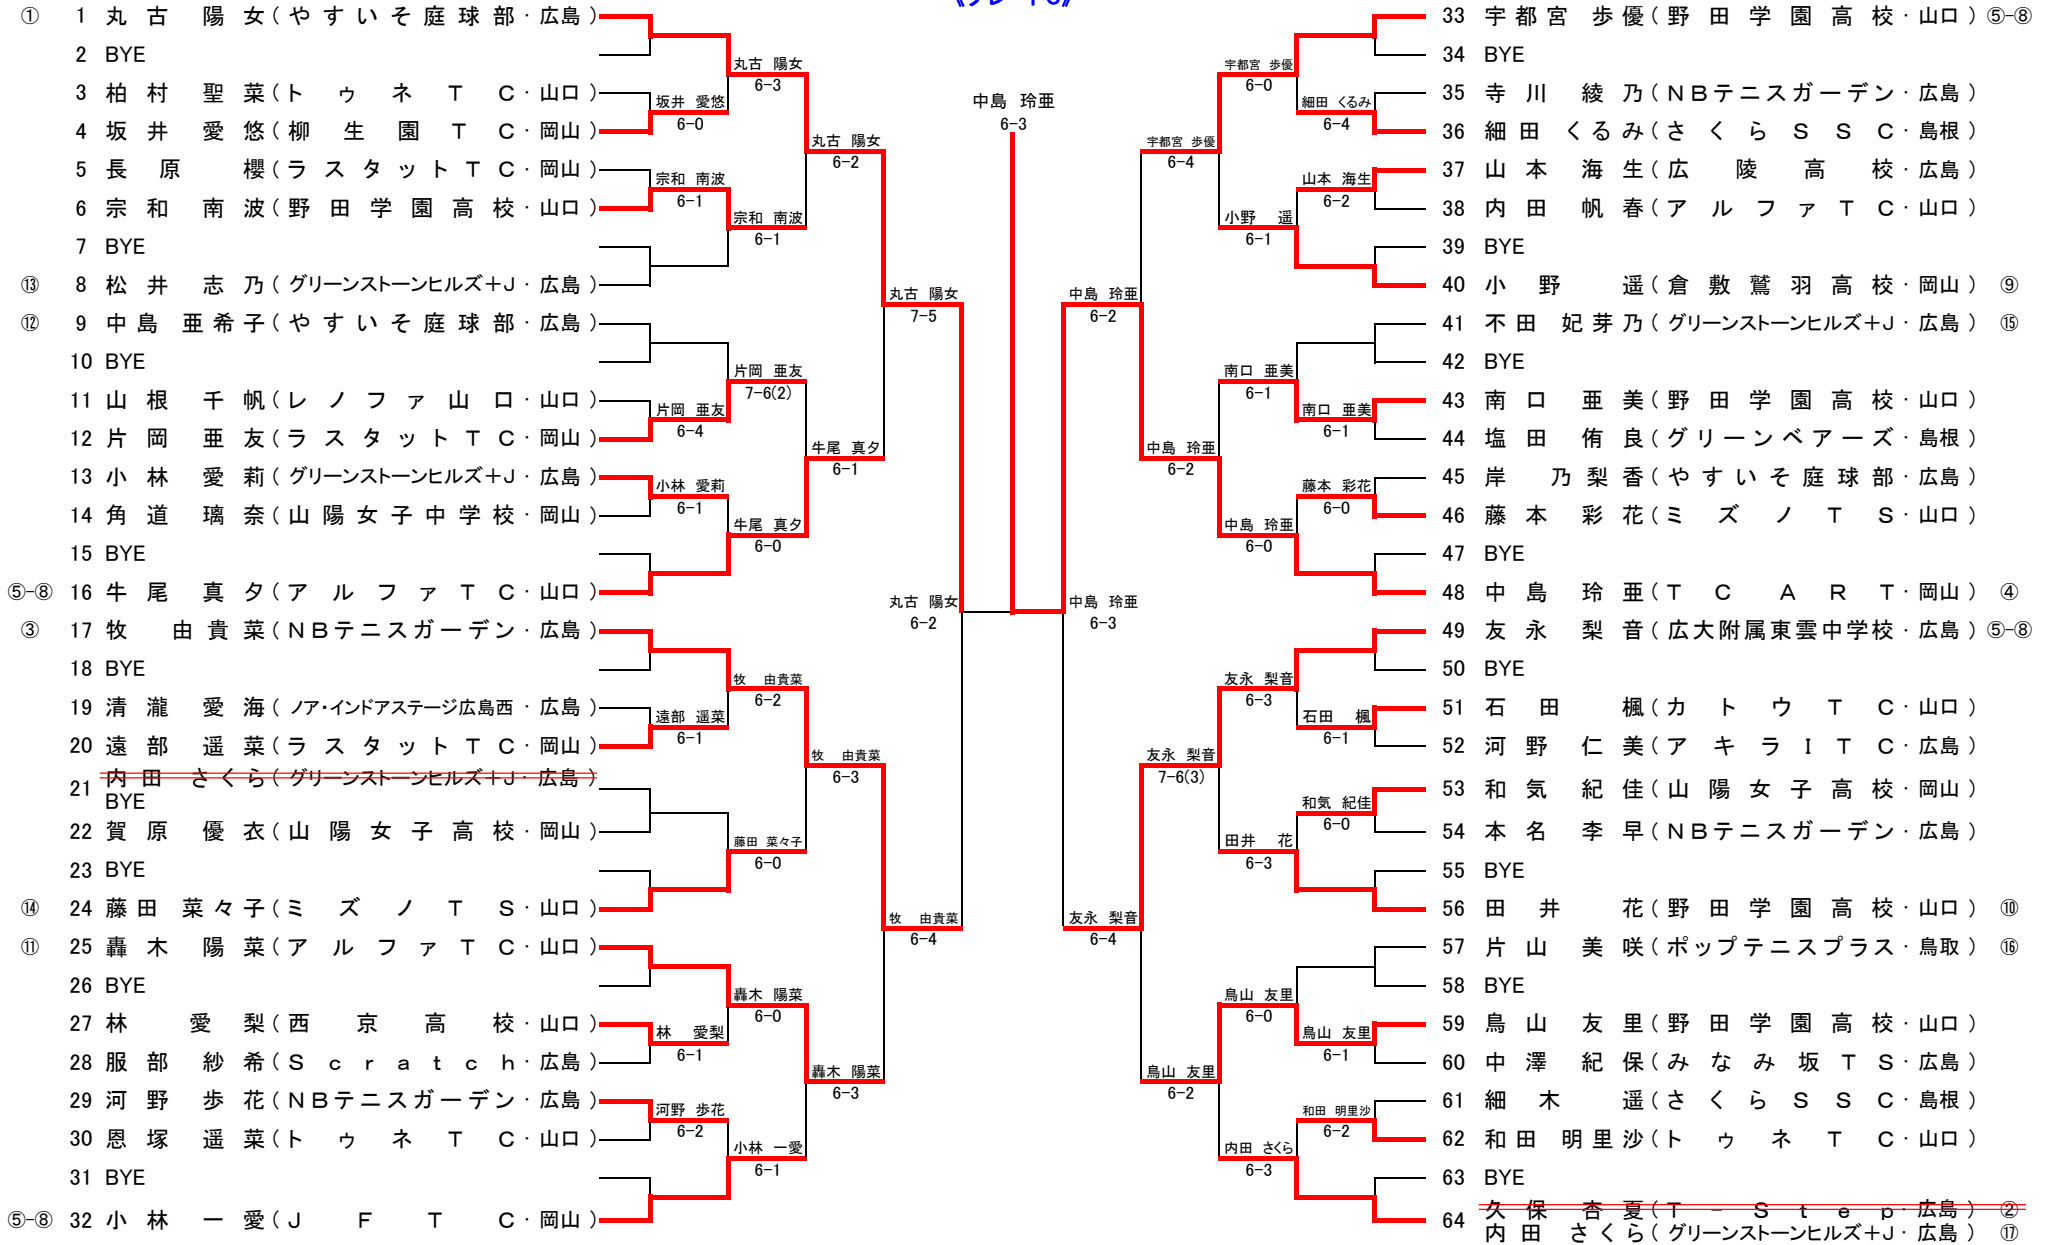 ① 1 丸古 陽女(やすいそ庭球部・広島)
2 BYE
3 柏村 聖菜(トゥネTC・山口)
4 坂井 愛悠(柳生園TC・岡山)
5 長原 櫻(ラスタットTC・岡山)
6 宗和 南波(野田学園高校・山口)
7 BYE
⑬ 8 松井 志乃(グリーンストーンヒルズ+J・広島)
⑫ 9 中島 亜希子(やすいそ庭球部・広島)
10 BYE
11 山根 千帆(レノファ山口・山口)
12 片岡 亜友(ラスタットTC・岡山)
13 小林 愛莉(グリーンストーンヒルズ+J・広島)
14 角道 璃奈(山陽女子中学校・岡山)
15 BYE
⑤-⑧ 16 牛尾 真夕(アルファTC・山口)
③ 17 牧 由貴菜(NBテニスガーデン・広島)
18 BYE
19 清瀧 愛海(ノア・インドアステージ広島西・広島)
20 遠部 遥菜(ラスタットTC・岡山)
21 内田 さくら(グリーンストーンヒルズ+J・広島)
BYE
22 賀原 優衣(山陽女子高校・岡山)
23 BYE
⑭ 24 藤田 菜々子(ミズノTS・山口)
⑪ 25 轟木 陽菜(アルファTC・山口)
26 BYE
27 林 愛梨(西京高校・山口)
28 服部 紗希(Scratch・広島)
29 河野 歩花(NBテニスガーデン・広島)
30 恩塚 遥菜(トゥネTC・山口)
31 BYE
⑤-⑧ 32 小林 一愛(JFTC・岡山)
坂井 愛悠
6-0
宗和 南波
6-1
片岡 亜友
6-4
小林 愛莉
6-1
遠部 遥菜
6-1
林 愛梨
6-1
河野 歩花
6-2
丸古 陽女
6-3
宗和 南波
6-1
片岡 亜友
7-6(2)
牛尾 真夕
6-0
牧 由貴菜
6-2
藤田 菜々子
6-0
轟木 陽菜
6-0
小林 一愛
6-1
丸古 陽女
6-2
牛尾 真夕
6-1
牧 由貴菜
6-3
轟木 陽菜
6-3
丸古 陽女
7-5
牧 由貴菜
6-4
丸古 陽女
6-2
中島 玲亜
6-3
中島 玲亜
6-3
中島 玲亜
6-2
友永 梨音
6-4
宇都宮 歩優
6-4
中島 玲亜
6-2
友永 梨音
7-6(3)
鳥山 友里
6-2
宇都宮 歩優
6-0
小野 遥
6-1
南口 亜美
6-1
中島 玲亜
6-0
友永 梨音
6-3
田井 花
6-3
鳥山 友里
6-0
内田 さくら
6-3
細田 くるみ
6-4
山本 海生
6-2
南口 亜美
6-1
藤本 彩花
6-0
石田 楓
6-1
和気 紀佳
6-0
鳥山 友里
6-1
和田 明里沙
6-2
33 宇都宮 歩優(野田学園高校・山口) ⑤-⑧
34 BYE
35 寺川 綾乃(NBテニスガーデン・広島)
36 細田 くるみ(さくらSSC・島根)
37 山本 海生(広陵高校・広島)
38 内田 帆春(アルファTC・山口)
39 BYE
40 小野 遥(倉敷鷲羽高校・岡山) ⑨
41 不田 妃芽乃(グリーンストーンヒルズ+J・広島) ⑮
42 BYE
43 南口 亜美(野田学園高校・山口)
44 塩田 侑良(グリーンベアーズ・島根)
45 岸 乃梨香(やすいそ庭球部・広島)
46 藤本 彩花(ミズノTS・山口)
47 BYE
48 中島 玲亜(TCART・岡山) ④
49 友永 梨音(広大附属東雲中学校・広島) ⑤-⑧
50 BYE
51 石田 楓(カトウTC・山口)
52 河野 仁美(アキラITC・広島)
53 和気 紀佳(山陽女子高校・岡山)
54 本名 李早(NBテニスガーデン・広島)
55 BYE
56 田井 花(野田学園高校・山口) ⑩
57 片山 美咲(ポップテニスプラス・鳥取) ⑯
58 BYE
59 鳥山 友里(野田学園高校・山口)
60 中澤 紀保(みなみ坂TS・広島)
61 細木 遥(さくらSSC・島根)
62 和田 明里沙(トゥネTC・山口)
63 BYE
64 久保 杏夏(T-Step・広島) ②
内田 さくら(グリーンストーンヒルズ+J・広島) ⑰